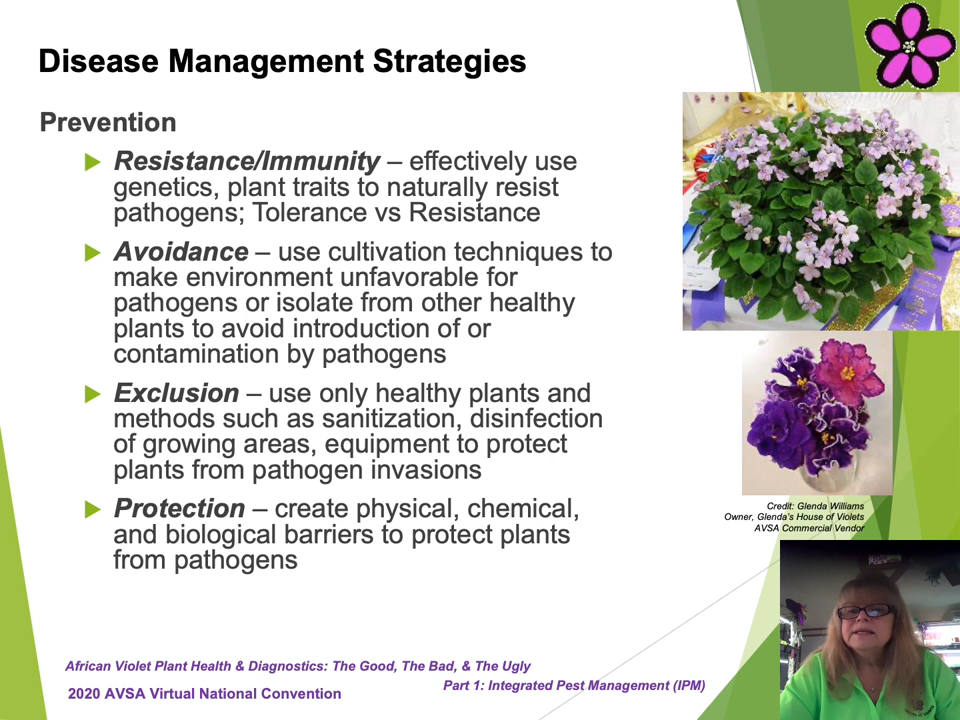 Disease Management Strategies
Prevention
Resistance/Immunity – effectively use
genetics, plant traits to naturally resist
pathogens; Tolerance vs Resistance
Avoidance – use cultivation techniques to
make environment unfavorable for
pathogens or isolate from other healthy
plants to avoid introduction of or
contamination by pathogens
Exclusion – use only healthy plants and
methods such as sanitization, disinfection
of growing areas, equipment to protect
plants from pathogen invasions
Protection – create physical, chemical,
and biological barriers to protect plants
from pathogens
Credit: Glenda Williams
Owner, Glenda's House of Violets
AVSA Commercial Vendor
African Violet Plant Health & Diagnostics: The Good, The Bad, & The Ugly
Part 1: Integrated Pest Management (IPM)
2020 AVSA Virtual National Convention